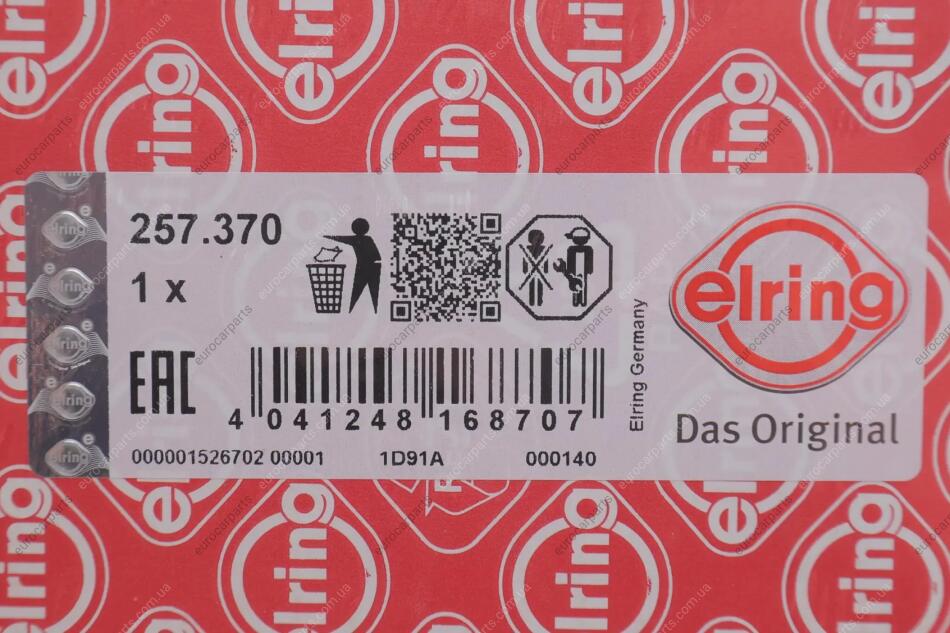 257.370
1 x
EAC
4 041248 168707
000001526702 00001 1D91A 000140
Elring Germany
elring
Das Original